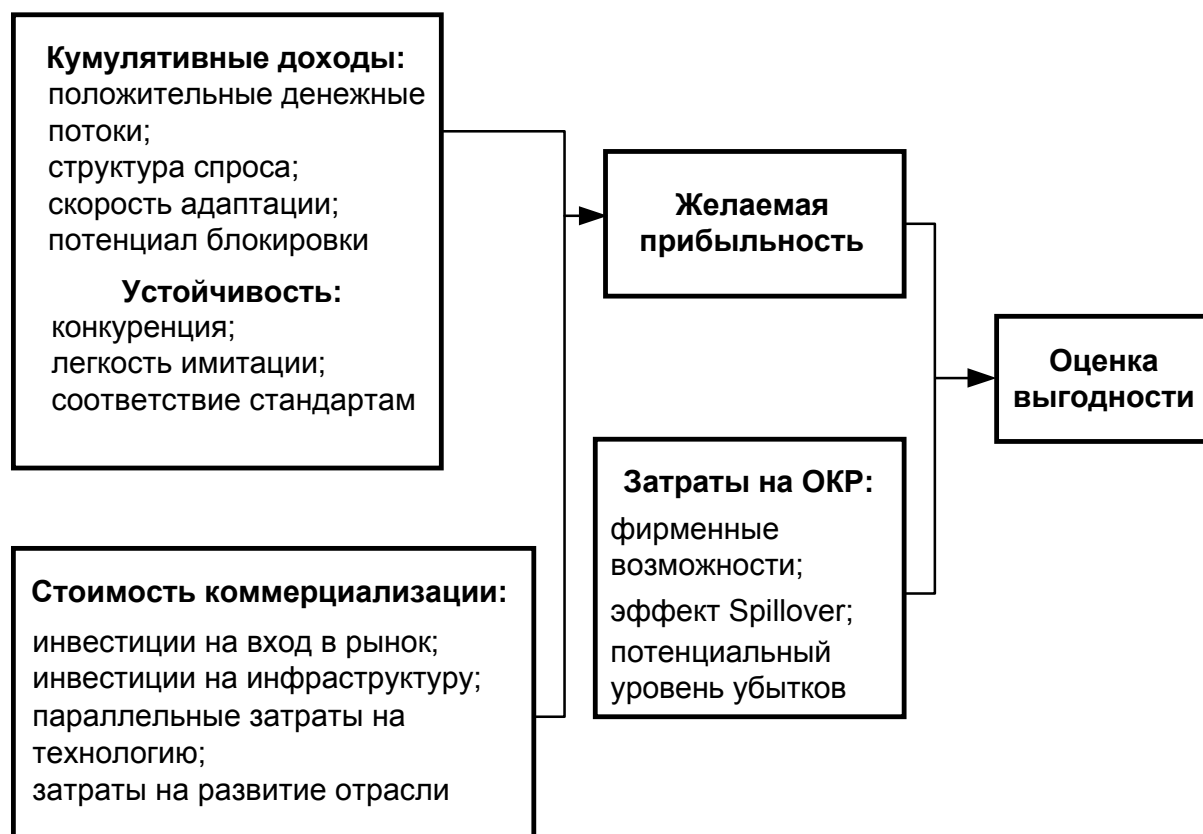 Кумулятивные доходы:
положительные денежные
потоки;
структура спроса;
скорость адаптации;
потенциал блокировки
Устойчивость:
конкуренция;
легкость имитации;
соответствие стандартам
Стоимость коммерциализации:
инвестиции на вход в рынок;
инвестиции на инфраструктуру;
параллельные затраты на
технологию;
затраты на развитие отрасли
Желаемая
прибыльность
Затраты на ОКР:
фирменные
возможности;
эффект Spillover;
потенциальный
уровень убытков
Оценка
выгодности